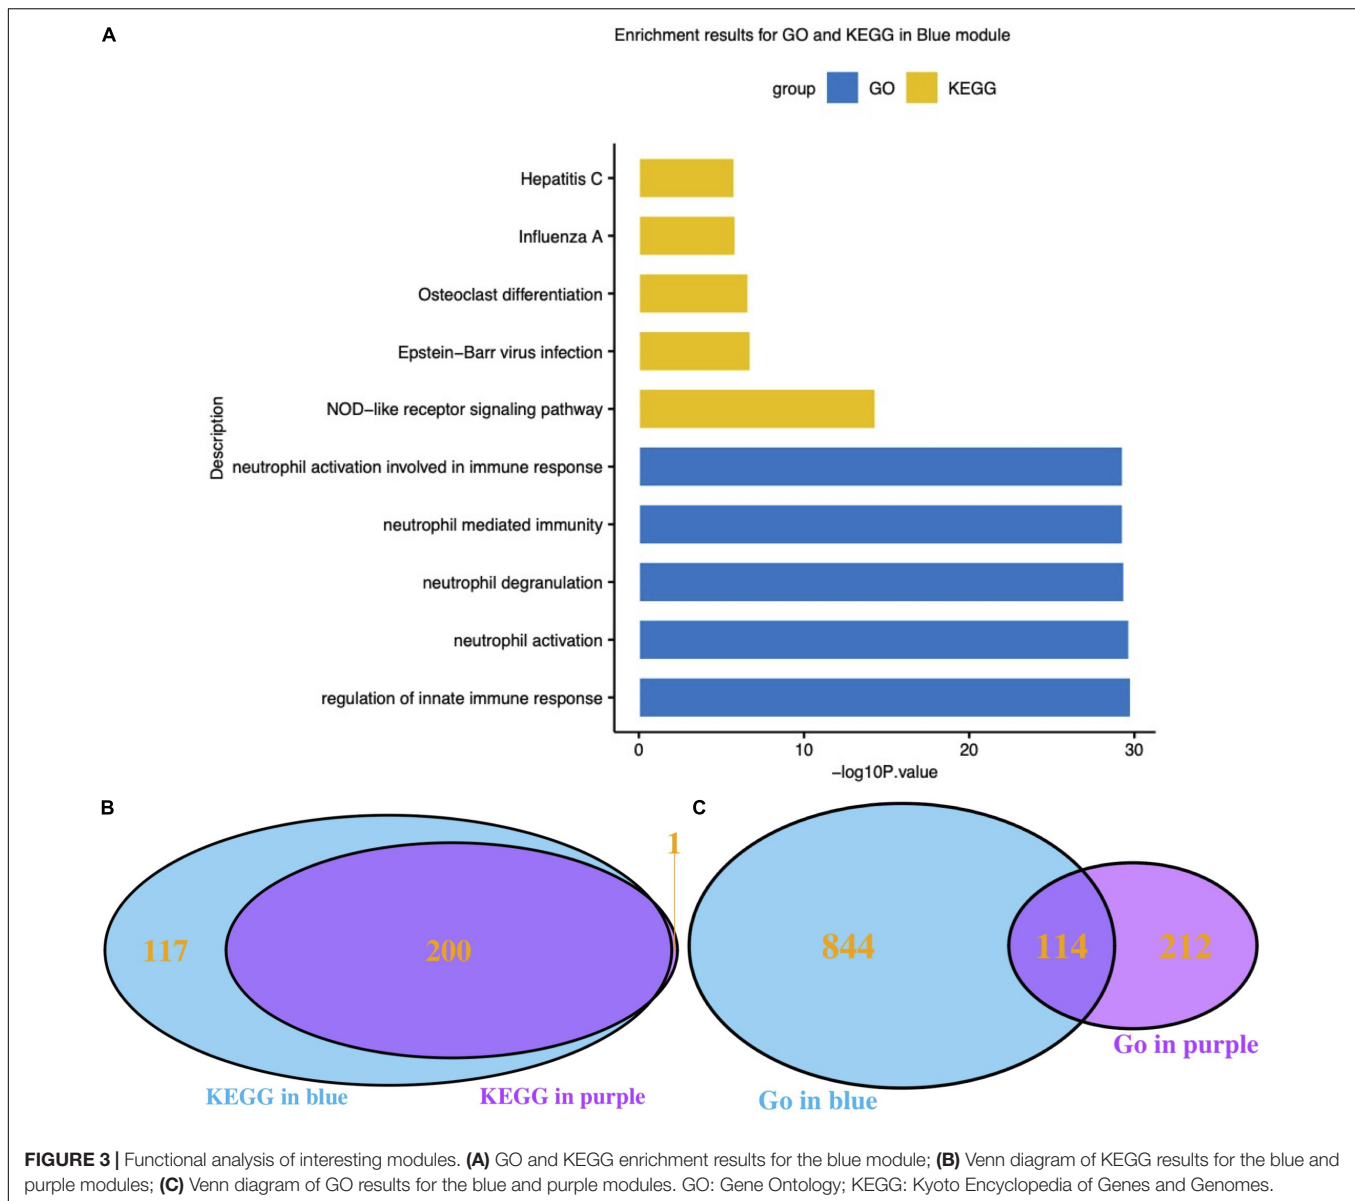 A
Enrichment results for GO and KEGG in Blue module
group GO KEGG
Description
Hepatitis C
Influenza A
Osteoclast differentiation
Epstein−Barr virus infection
NOD−like receptor signaling pathway
neutrophil activation involved in immune response
neutrophil mediated immunity
neutrophil degranulation
neutrophil activation
regulation of innate immune response
0 10 20 30
−log10P.value
B
1
117 200
KEGG in blue KEGG in purple
C
844 114 212
Go in purple
Go in blue
FIGURE 3 | Functional analysis of interesting modules. (A) GO and KEGG enrichment results for the blue module; (B) Venn diagram of KEGG results for the blue and
purple modules; (C) Venn diagram of GO results for the blue and purple modules. GO: Gene Ontology; KEGG: Kyoto Encyclopedia of Genes and Genomes.